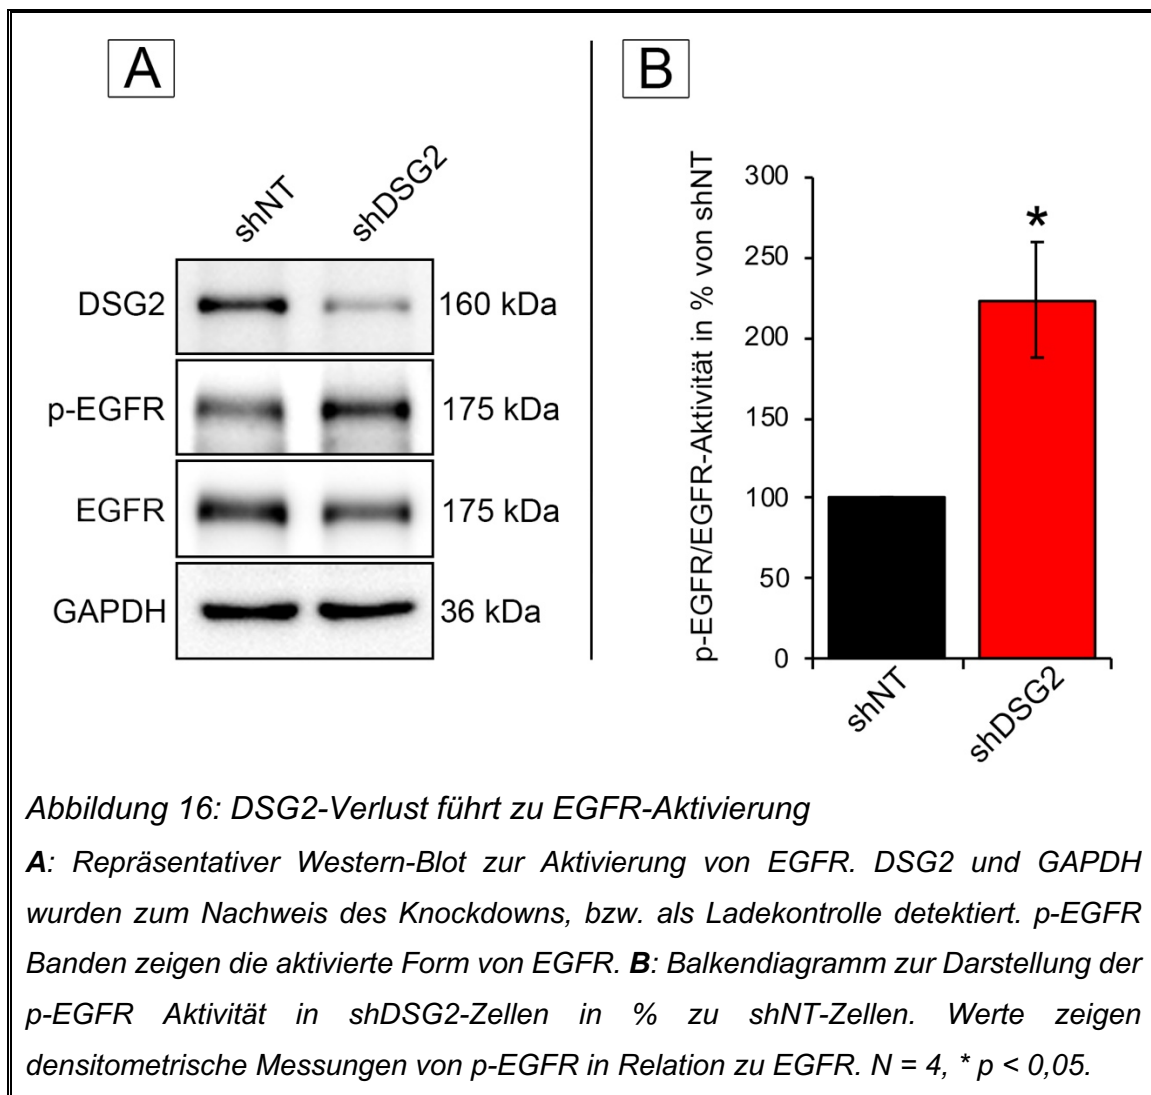 A
shNT
shDSG2
DSG2
160 kDa
p-EGFR
175 kDa
EGFR
175 kDa
GAPDH
36 kDa
B
p-EGFR/EGFR-Aktivität in % von shNT
300
250
200
150
100
50
0
*
shNT
shDSG2
Abbildung 16: DSG2-Verlust führt zu EGFR-Aktivierung
A: Repräsentativer Western-Blot zur Aktivierung von EGFR. DSG2 und GAPDH
wurden zum Nachweis des Knockdowns, bzw. als Ladekontrolle detektiert. p-EGFR
Banden zeigen die aktivierte Form von EGFR. B: Balkendiagramm zur Darstellung der
p-EGFR Aktivität in shDSG2-Zellen in % zu shNT-Zellen. Werte zeigen
densitometrische Messungen von p-EGFR in Relation zu EGFR. N = 4, * p < 0,05.